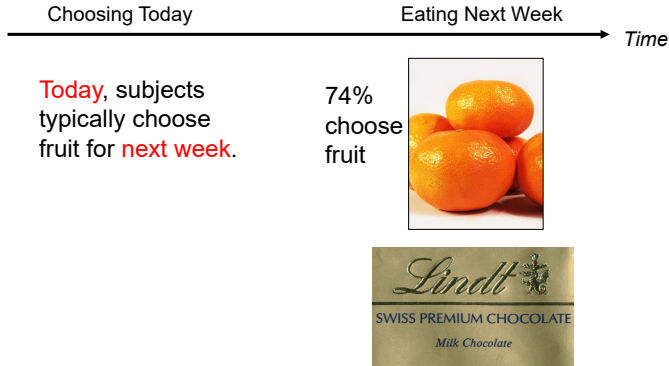 Choosing Today
Eating Next Week
Time
Today, subjects
typically choose
fruit for next week.
74%
choose
fruit
Lindt
SWISS PREMIUM CHOCOLATE
Milk Chocolate